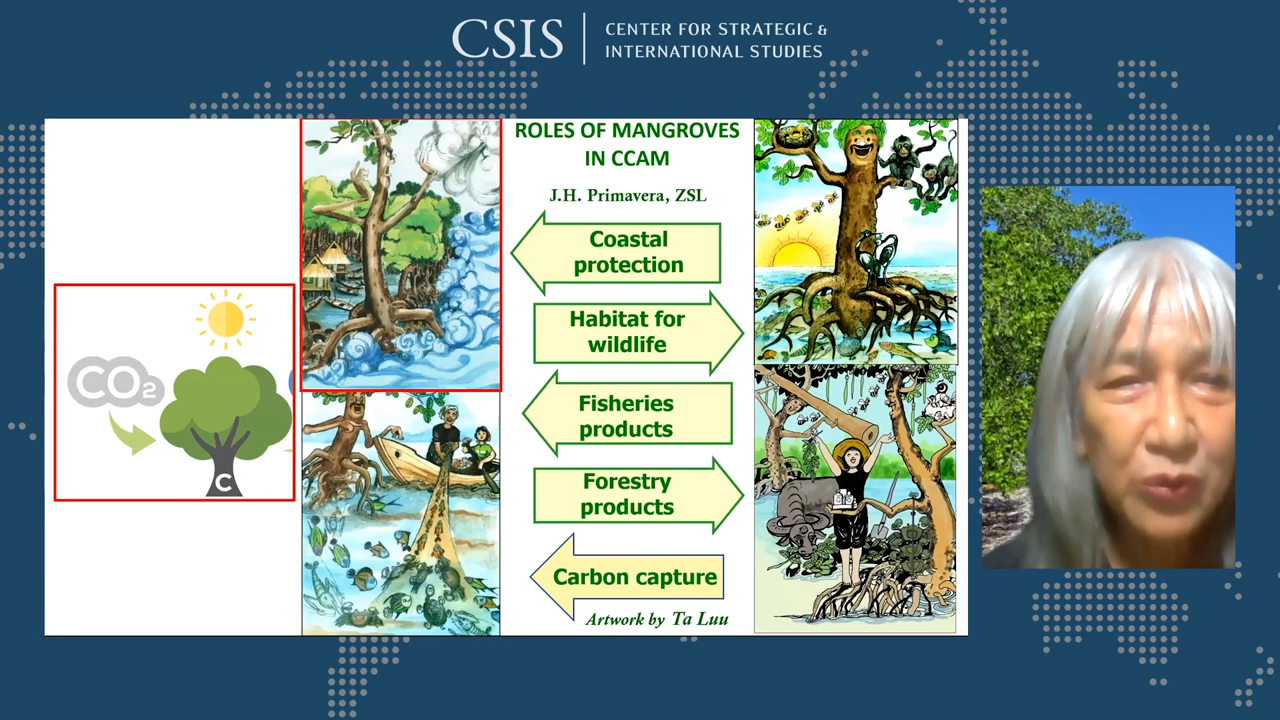 CSIS
CENTER FOR STRATEGIC &
INTERNATIONAL STUDIES
ROLES OF MANGROVES
IN CCAM
J.H. Primavera, ZSL
Coastal
protection
Habitat for
wildlife
Fisheries
products
Forestry
products
Carbon capture
Artwork by Ta Luu
CO2
C